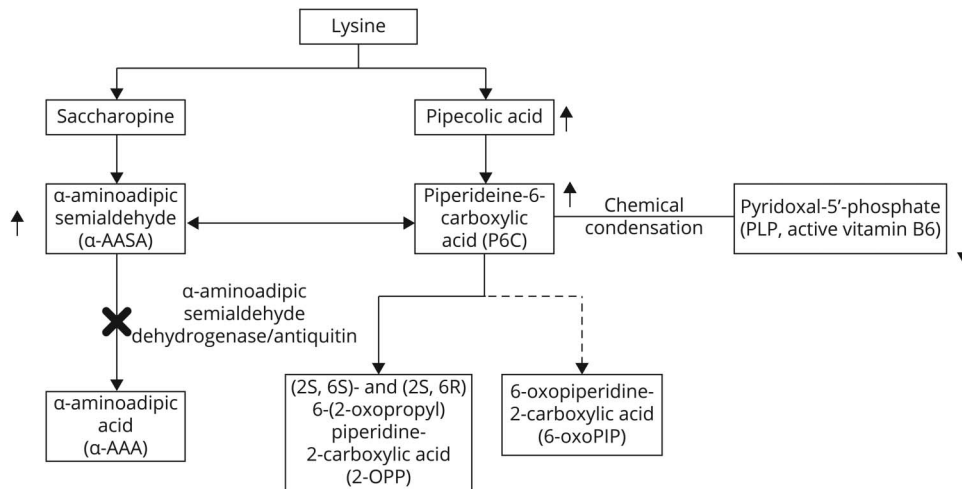 Lysine
Saccharopine
Pipecolic acid
α-aminoadipic
semialdehyde
(α-AASA)
Piperideine-6-
carboxylic
acid (P6C)
Chemical
condensation
Pyridoxal-5′-phosphate
(PLP, active vitamin B6)
α-aminoadipic
semialdehyde
dehydrogenase/antiquitin
α-aminoadipic
acid
(α-AAA)
(2S, 6S)- and (2S, 6R)
6-(2-oxopropyl)
piperidine-
2-carboxylic acid
(2-OPP)
6-oxopiperidine-
2-carboxylic acid
(6-oxoPIP)